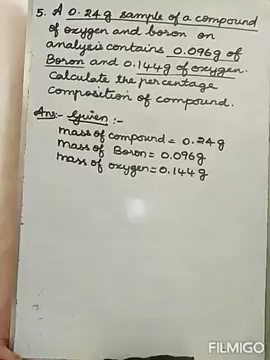 5. A 0.24 g sample of a compound
of oxygen and boron on
analysis contains 0.096g of
Boron and 0.144g of oxygen.
Calculate the percentage
composition of compound.
Ans:- Given :-
mass of compound = 0.24g
Mass of Boron = 0.096g
mass of oxygen = 0.144g
FILMIGO